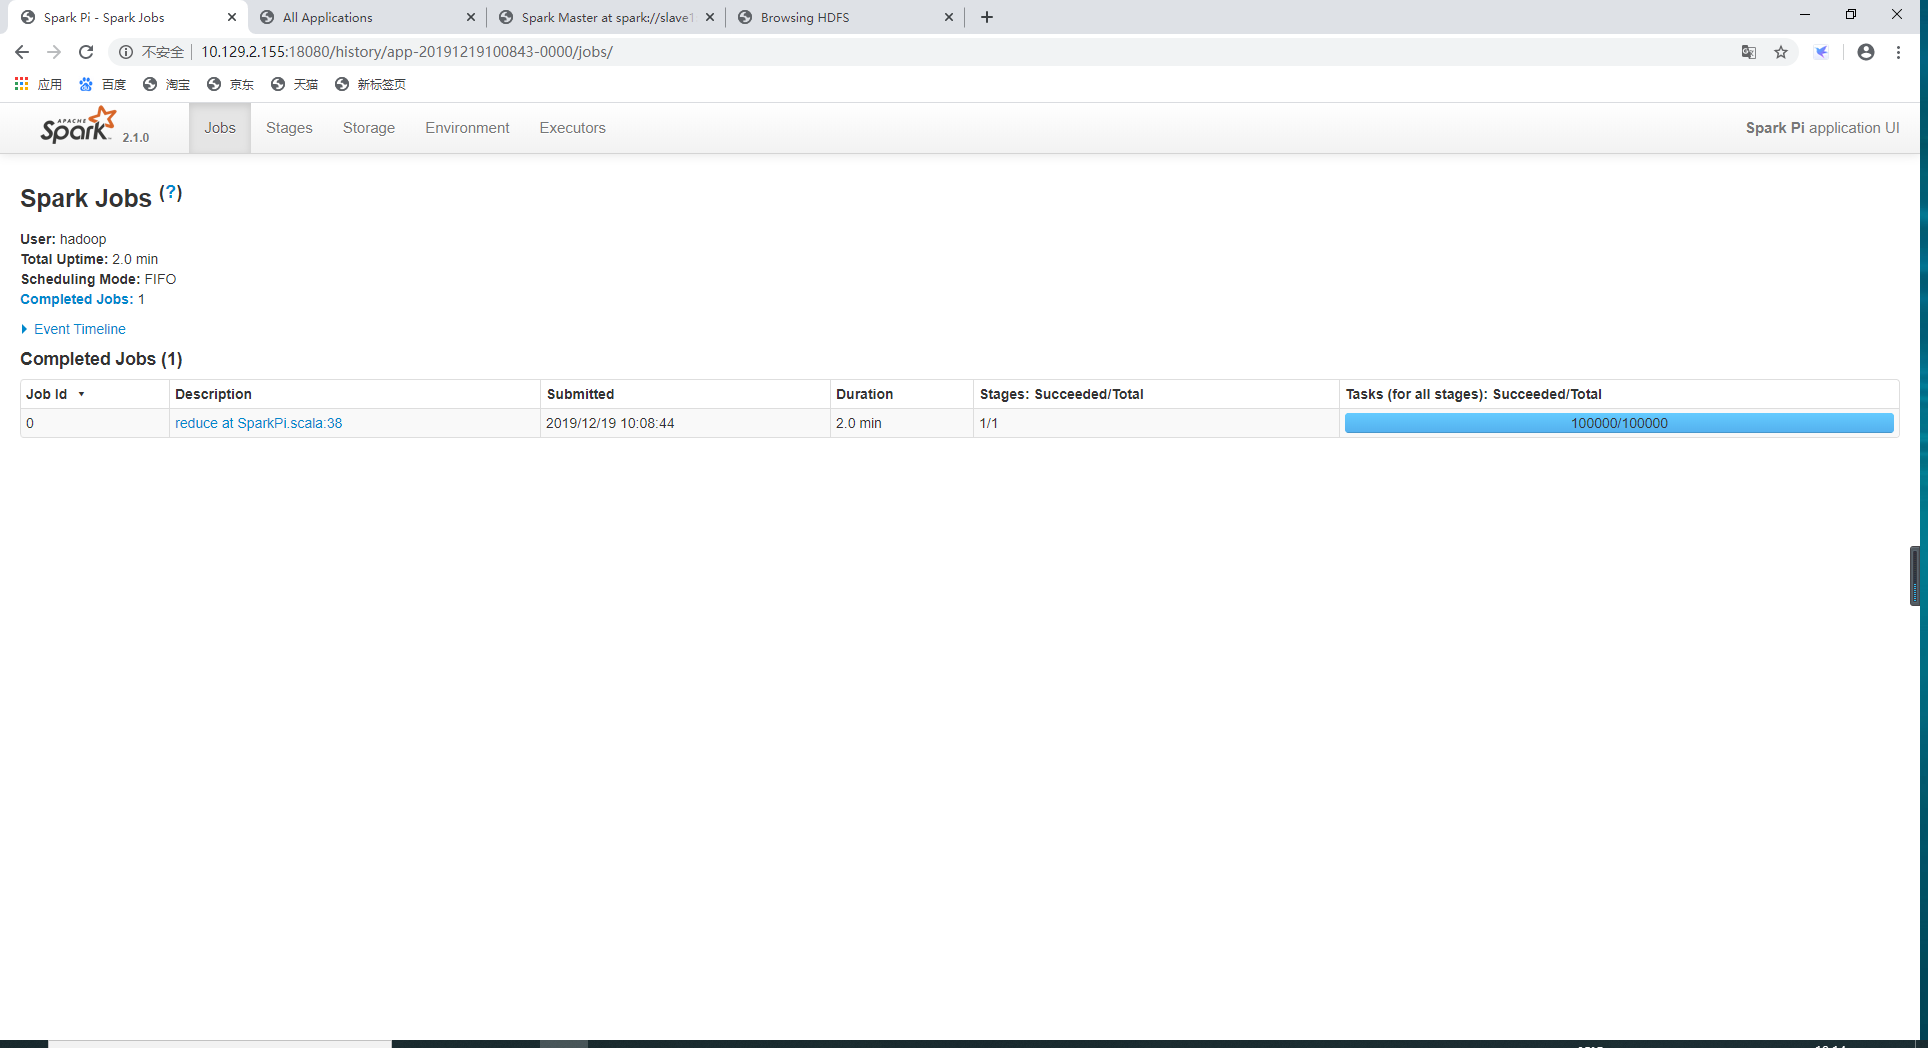 Spark Pi - Spark Jobs
All Applications
Spark Master at spark://slave1
Browsing HDFS
不安全
10.129.2.155:18080/history/app-20191219100843-0000/jobs/
应用
百度
淘宝
京东
天猫
新标签页
APACHE
Spark
2.1.0
Jobs
Stages
Storage
Environment
Executors
Spark Pi application UI
Spark Jobs (?)
User: hadoop
Total Uptime: 2.0 min
Scheduling Mode: FIFO
Completed Jobs: 1
Event Timeline
Completed Jobs (1)
Job Id Description Submitted Duration Stages: Succeeded/Total Tasks (for all stages): Succeeded/Total
0 reduce at SparkPi.scala:38 2019/12/19 10:08:44 2.0 min 1/1 100000/100000